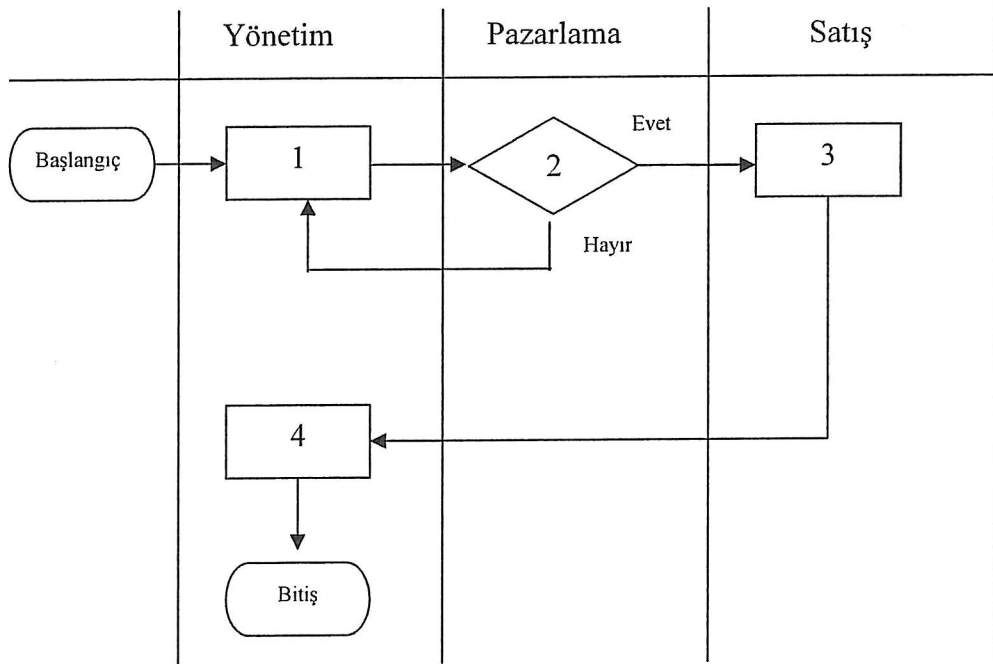 Yönetim
Pazarlama
Satış
Başlangıç
1
2
Evet
3
Hayır
4
Bitiş